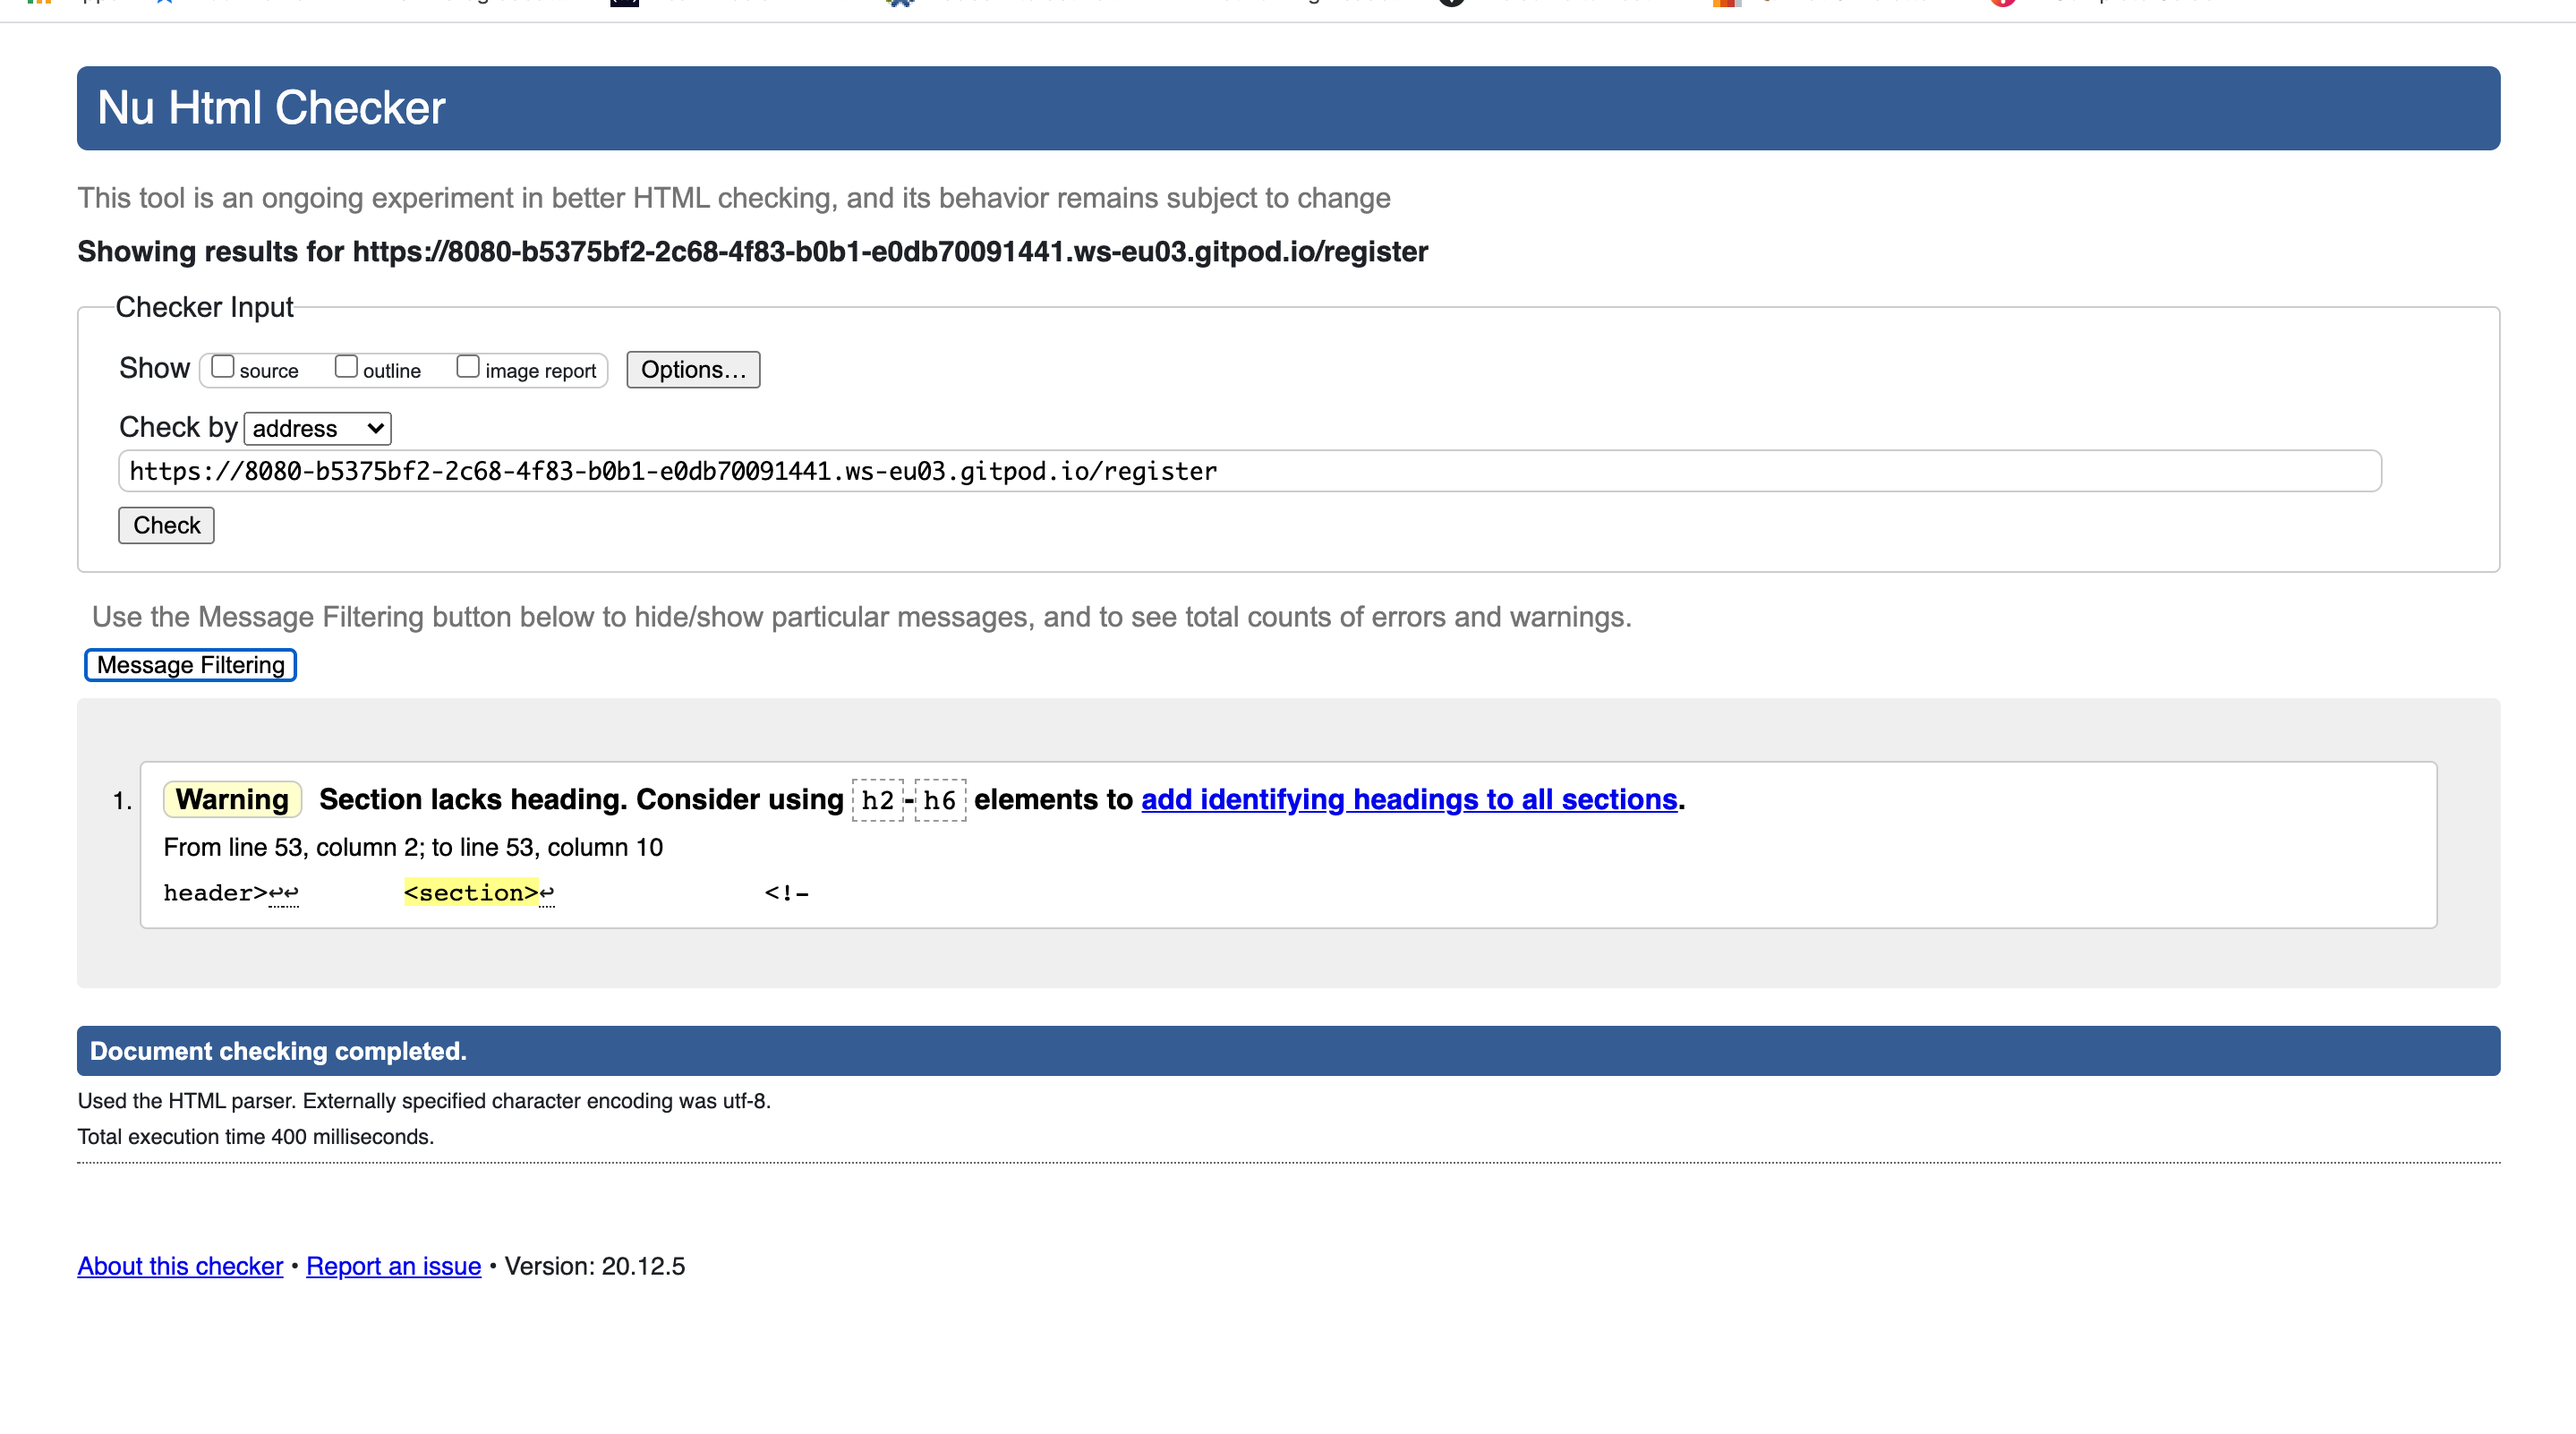 Nu Html Checker
This tool is an ongoing experiment in better HTML checking, and its behavior remains subject to change
Showing results for https://8080-b5375bf2-2c68-4f83-b0b1-e0db70091441.ws-eu03.gitpod.io/register
Checker Input
Show source outline image report Options...
Check by address
https://8080-b5375bf2-2c68-4f83-b0b1-e0db70091441.ws-eu03.gitpod.io/register
Check
Use the Message Filtering button below to hide/show particular messages, and to see total counts of errors and warnings.
Message Filtering
1. Warning Section lacks heading. Consider using h2-h6 elements to add identifying headings to all sections.
From line 53, column 2; to line 53, column 10
header>↩↩ <section>↩ <!–
Document checking completed.
Used the HTML parser. Externally specified character encoding was utf-8.
Total execution time 400 milliseconds.
About this checker • Report an issue • Version: 20.12.5